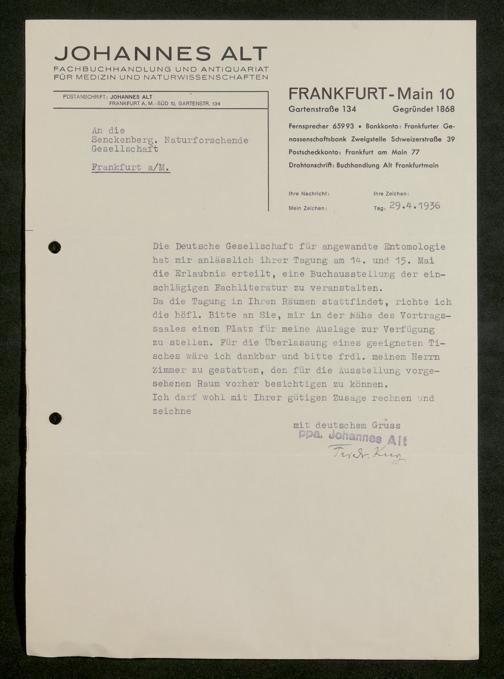 JOHANNES ALT
FACHBUCHHANDLUNG UND ANTIQUARIAT
FÜR MEDIZIN UND NATURWISSENSCHAFTEN
POSTANSCHRIFT: JOHANNES ALT
FRANKFURT A. M.-SÜD 10, GARTENSTR. 134
FRANKFURT-Main 10
Gartenstraße 134 Gegründet 1868
Fernsprecher 65993 • Bankkonto: Frankfurter Ge-
nossenschaftsbank Zweigstelle Schweizerstraße 39
Postscheckkonto: Frankfurt am Main 77
Drahtanschrift: Buchhandlung Alt Frankfurtmain
An die
Senckenberg. Naturforschende
Gesellschaft
Frankfurt a/M.
Ihre Nachricht: Ihre Zeichen:
Mein Zeichen: Tag: 29.4.1936
Die Deutsche Gesellschaft für angewandte Entomologie
hat mir anlässlich ihrer Tagung am 14. und 15. Mai
die Erlaubnis erteilt, eine Buchausstellung der ein-
schlägigen Fachliteratur zu veranstalten.
Da die Tagung in Ihren Räumen stattfindet, richte ich
die höfl. Bitte an Sie, mir in der Nähe des Vortrags-
saales einen Platz für meine Auslage zur Verfügung
zu stellen. Für die Überlassung eines geeigneten Ti-
sches wäre ich dankbar und bitte frdl. meinem Herrn
Zimmer zu gestatten, den für die Ausstellung vorge-
sehenen Raum vorher besichtigen zu können.
Ich darf wohl mit Ihrer gütigen Zusage rechnen und
zeichne
mit deutschem Gruss
ppa. Johannes Alt